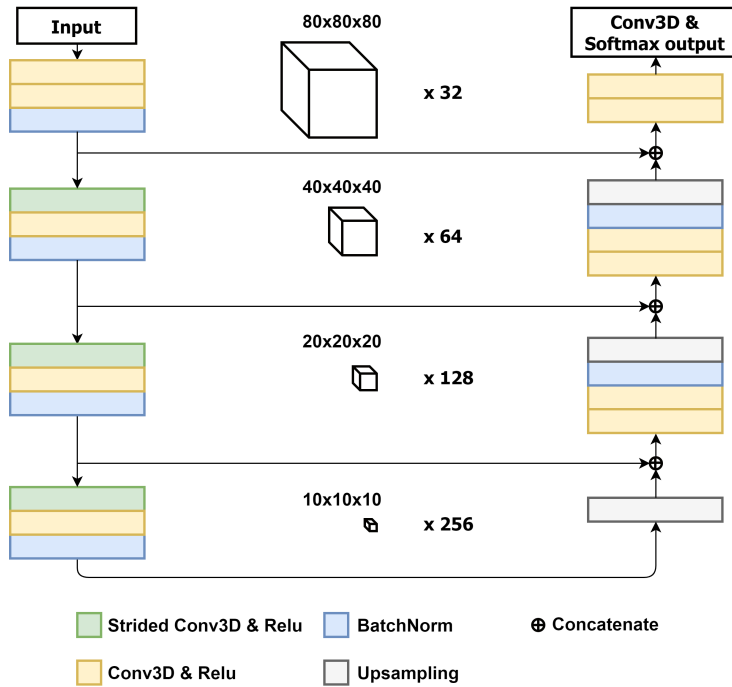 Input
80x80x80
Conv3D &
Softmax output
x 32
40x40x40
x 64
20x20x20
x 128
10x10x10
x 256
Strided Conv3D & Relu
BatchNorm
Concatenate
Conv3D & Relu
Upsampling